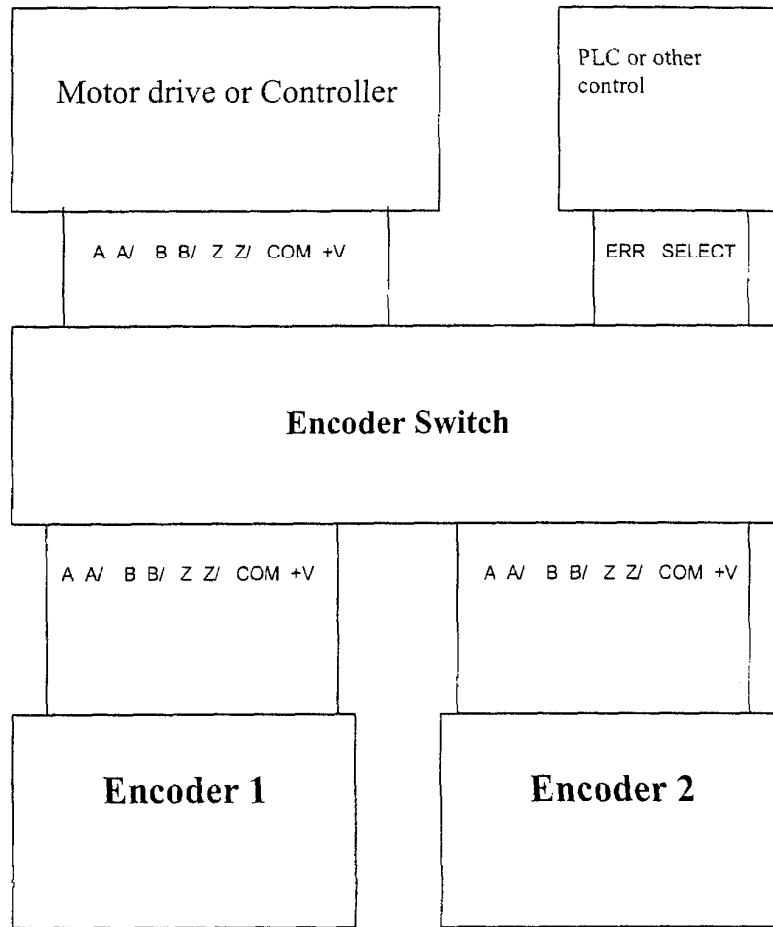 Motor drive or Controller
PLC or other
control
A A/ B B/ Z Z/ COM +V
ERR SELECT
Encoder Switch
A A/ B B/ Z Z/ COM +V
A A/ B B/ Z Z/ COM +V
Encoder 1
Encoder 2